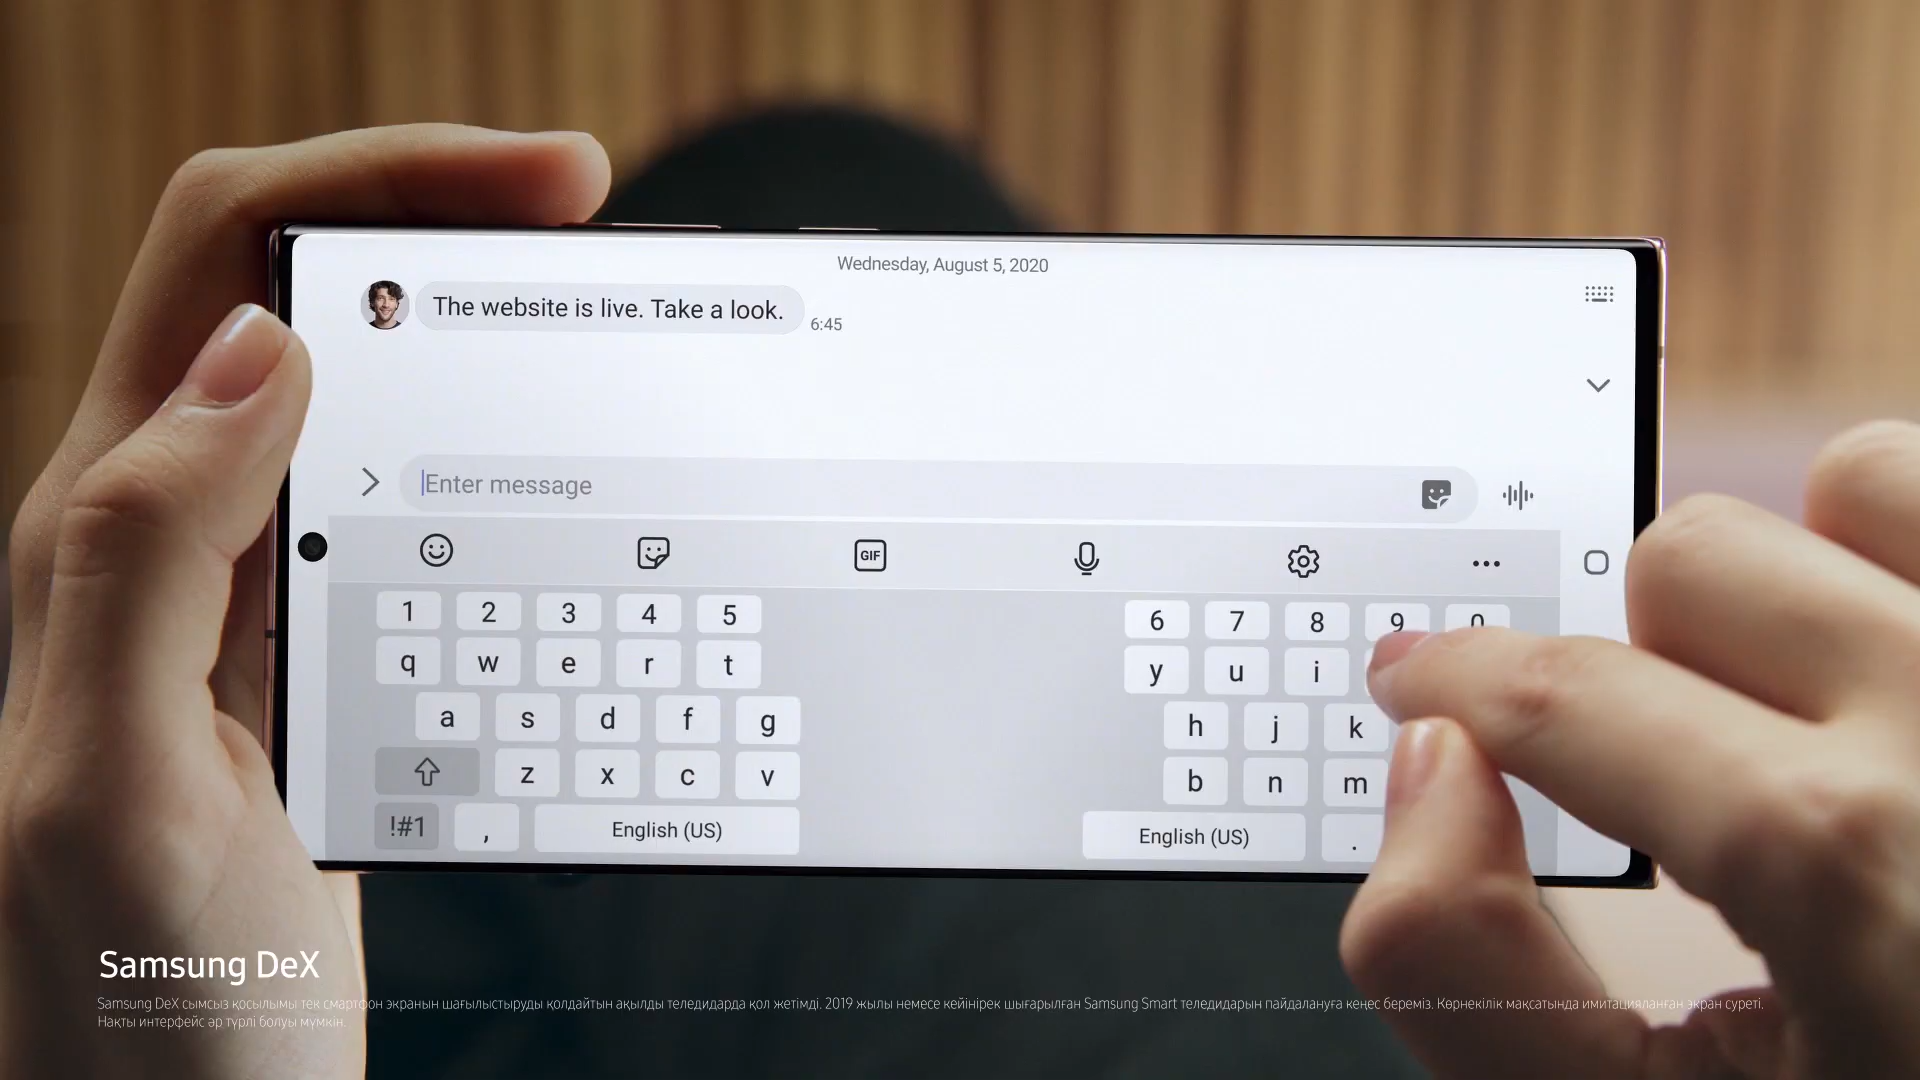 Wednesday, August 5, 2020
The website is live. Take a look.
6:45
Enter message
GIF
1 2 3 4 5 6 7 8 9 0
q w e r t y u i
a s d f g h j k
z x c v b n m
!#1 , English (US) English (US) .
Samsung DeX
Samsung DeX сымсыз қосылымы тек смартфон экранын шағылыстыруды қолдайтын ақылды теледидарда қол жетімді. 2019 жылы немесе кейінірек шығарылған Samsung Smart теледидарын пайдалануға кеңес береміз. Көрнекілік мақсатында имитацияланған экран суреті.
Нақты интерфейс әр түрлі болуы мүмкін.